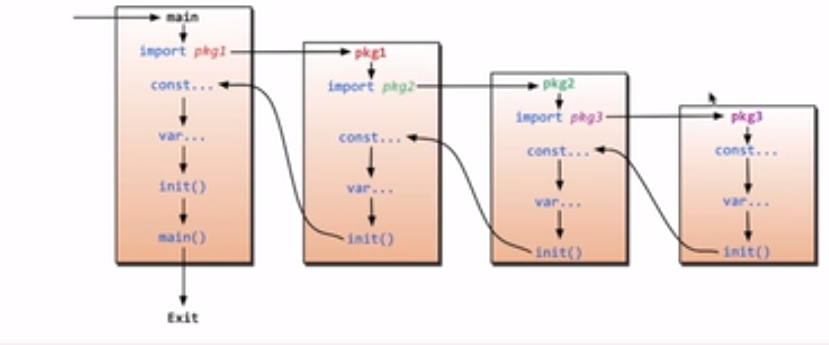 main
import pkg1
const...
var...
init()
main()
Exit
pkg1
import pkg2
const...
var...
init()
pkg2
import pkg3
const...
var...
init()
pkg3
const...
var...
init()